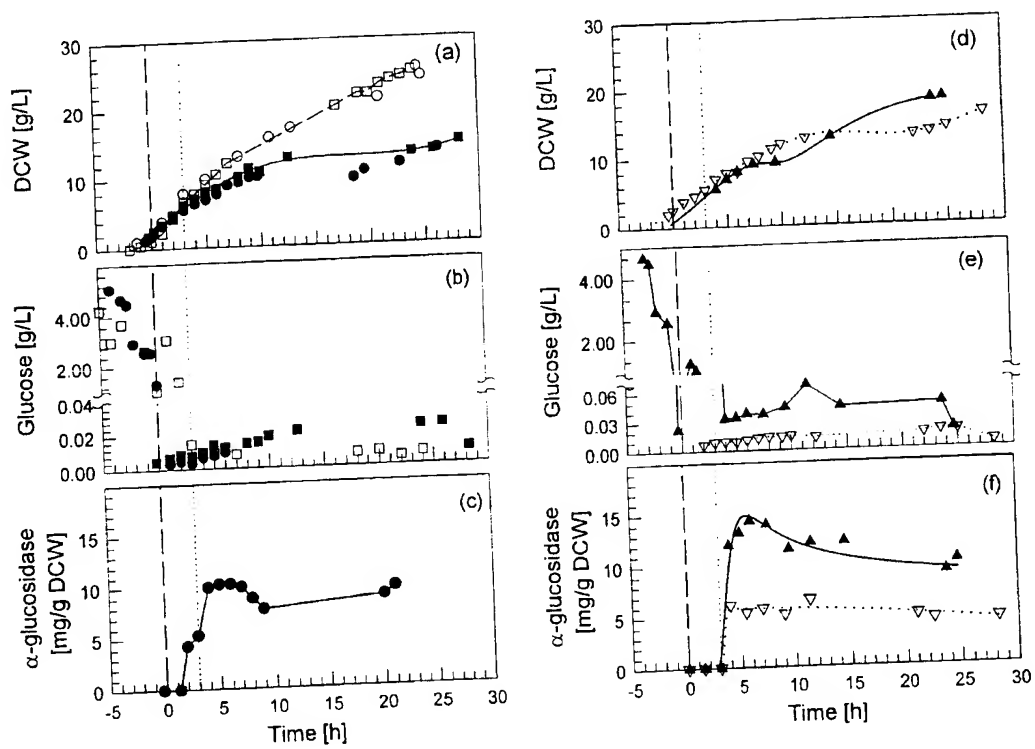 (a)
DCW [g/L]
30
20
10
0
(b)
Glucose [g/L]
4.00
2.00
0.04
0.02
0.00
(c)
α-glucosidase
[mg/g DCW]
15
10
5
0
-5 0 5 10 15 20 25 30
Time [h]
(d)
DCW [g/L]
30
20
10
0
(e)
Glucose [g/L]
4.00
2.00
0.06
0.03
0.00
(f)
α-glucosidase
[mg/g DCW]
15
10
5
0
-5 0 5 10 15 20 25 30
Time [h]